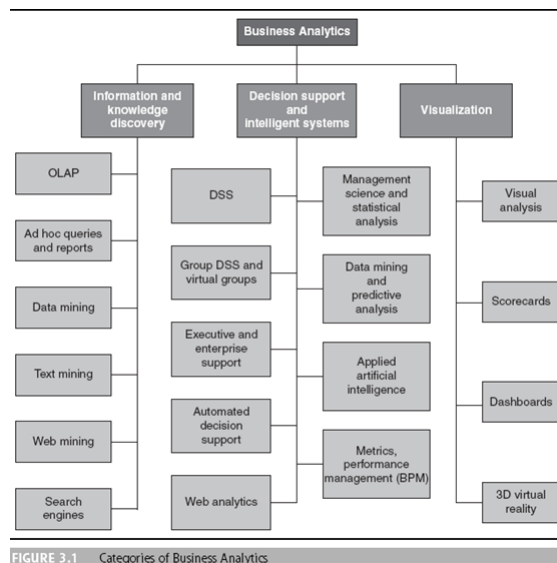 Business Analytics
Information and
knowledge
discovery
Decision support
and
intelligent systems
Visualization
OLAP
Ad hoc queries
and reports
Data mining
Text mining
Web mining
Search
engines
DSS
Group DSS and
virtual groups
Executive and
enterprise support
Automated
decision
support
Web analytics
Management
science and
statistical
analysis
Data mining
and
predictive
analysis
Applied
artificial
intelligence
Metrics,
performance
management (BPM)
Visual
analysis
Scorecards
Dashboards
3D virtual
reality
FIGURE 3.1 Categories of Business Analytics